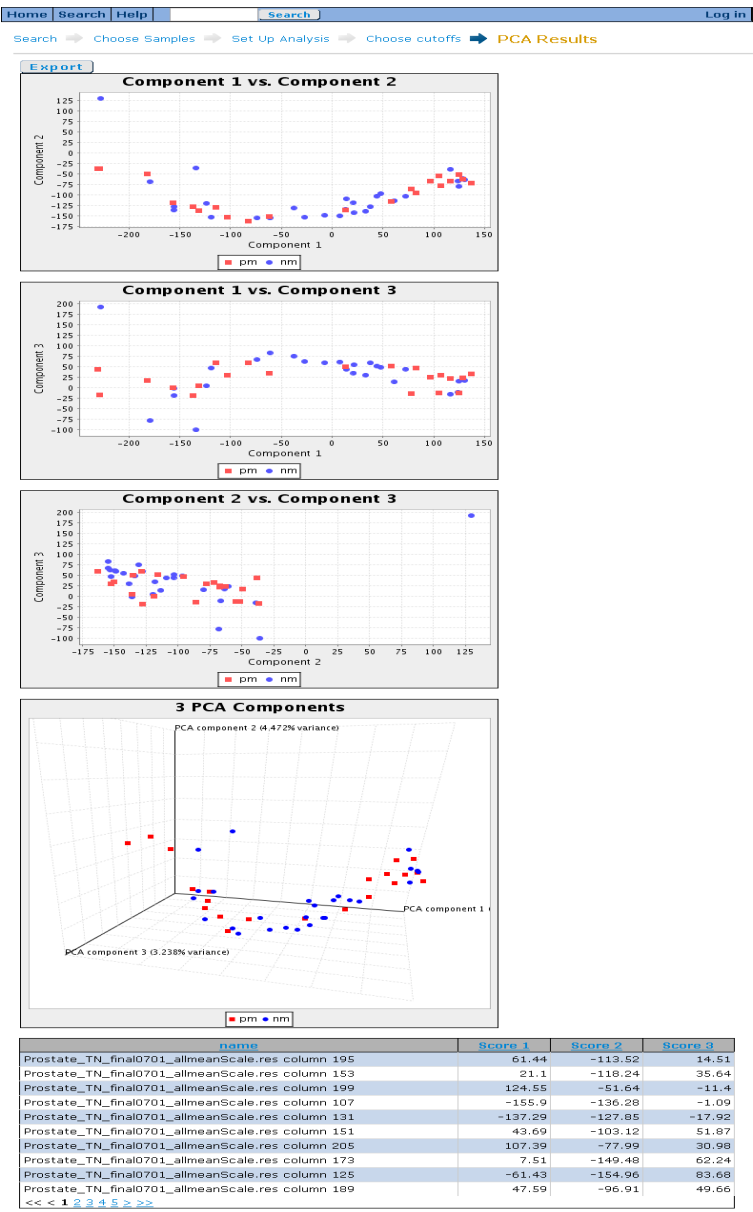 Home Search Help Search Log in
Search Choose Samples Set Up Analysis Choose cutoffs PCA Results
Export
Component 1 vs. Component 2
Component 2
125
100
75
50
25
0
-25
-50
-75
-100
-125
-150
-175
-200 -150 -100 -50 0 50 100 150
Component 1
pm nm
Component 1 vs. Component 3
Component 3
200
175
150
125
100
75
50
25
0
-25
-50
-75
-100
-200 -150 -100 -50 0 50 100 150
Component 1
pm nm
Component 2 vs. Component 3
Component 3
200
175
150
125
100
75
50
25
0
-25
-50
-75
-100
-175 -150 -125 -100 -75 -50 -25 0 25 50 75 100 125
Component 2
pm nm
3 PCA Components
PCA component 2 (4.472% variance)
PCA component 1 (
PCA component 3 (3.238% variance)
pm nm
name Score 1 Score 2 Score 3
Prostate_TN_final0701_allmeanScale.res column 195 61.44 -113.52 14.51
Prostate_TN_final0701_allmeanScale.res column 153 21.1 -118.24 35.64
Prostate_TN_final0701_allmeanScale.res column 199 124.55 -51.64 -11.4
Prostate_TN_final0701_allmeanScale.res column 107 -155.9 -136.28 -1.09
Prostate_TN_final0701_allmeanScale.res column 131 -137.29 -127.85 -17.92
Prostate_TN_final0701_allmeanScale.res column 151 43.69 -103.12 51.87
Prostate_TN_final0701_allmeanScale.res column 205 107.39 -77.99 30.98
Prostate_TN_final0701_allmeanScale.res column 173 7.51 -149.48 62.24
Prostate_TN_final0701_allmeanScale.res column 125 -61.43 -154.96 83.68
Prostate_TN_final0701_allmeanScale.res column 189 47.59 -96.91 49.66
<< < 1 2 3 4 5 > >>